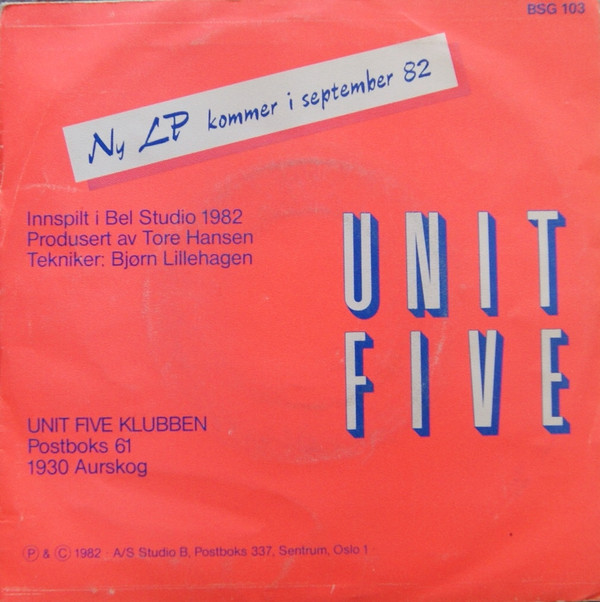 BSG 103
Ny LP kommer i september 82
Innspilt i Bel Studio 1982
Produsert av Tore Hansen
Tekniker: Bjørn Lillehagen
UNIT
FIVE
UNIT FIVE KLUBBEN
Postboks 61
1930 Aurskog
Ⓟ & Ⓒ 1982 · A/S Studio B, Postboks 337, Sentrum, Oslo 1